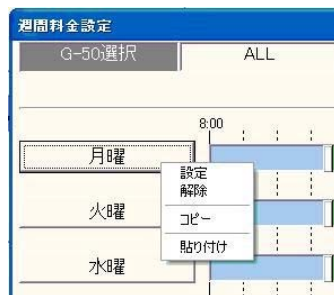 週間料金設定
G-50選択 ALL
8:00
月曜
設定
解除
火曜
コピー
貼り付け
水曜